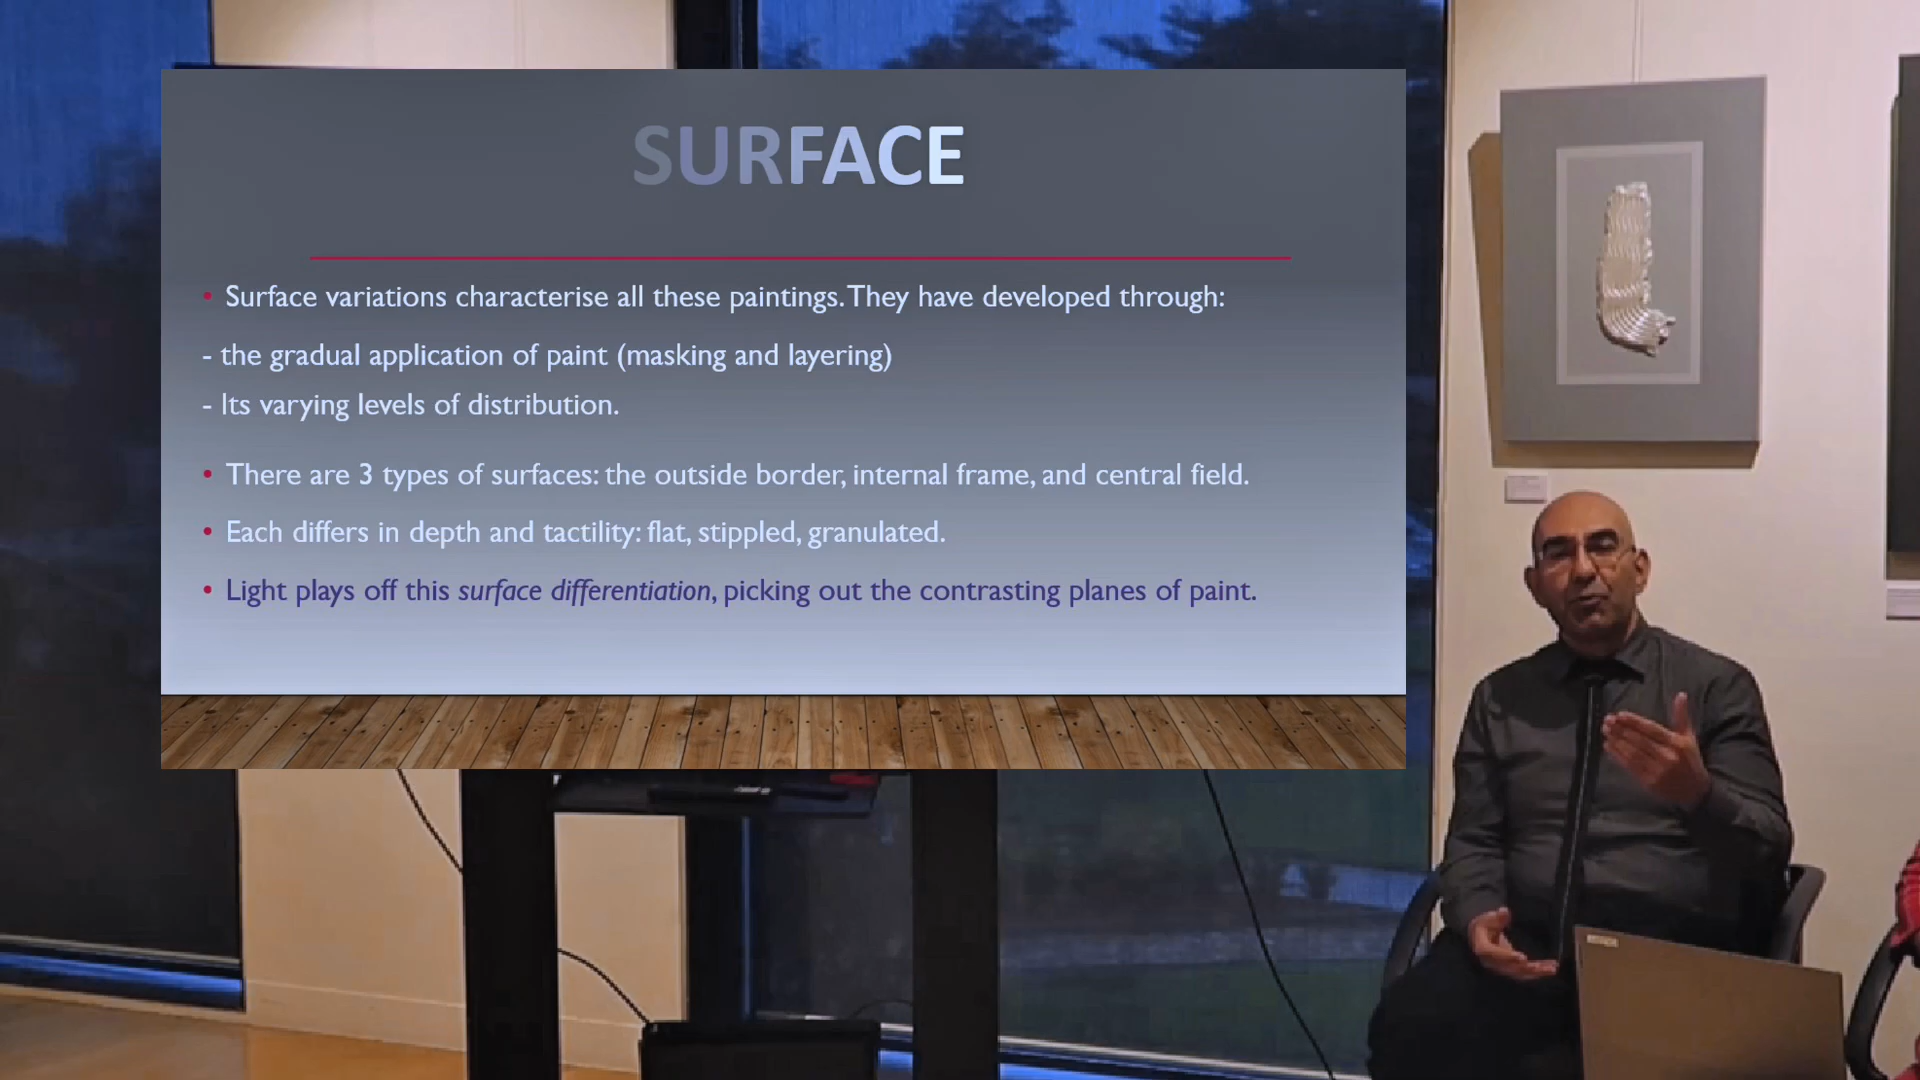 SURFACE
• Surface variations characterise all these paintings. They have developed through:
- the gradual application of paint (masking and layering)
- Its varying levels of distribution.
• There are 3 types of surfaces: the outside border, internal frame, and central field.
• Each differs in depth and tactility: flat, stippled, granulated.
• Light plays off this surface differentiation, picking out the contrasting planes of paint.